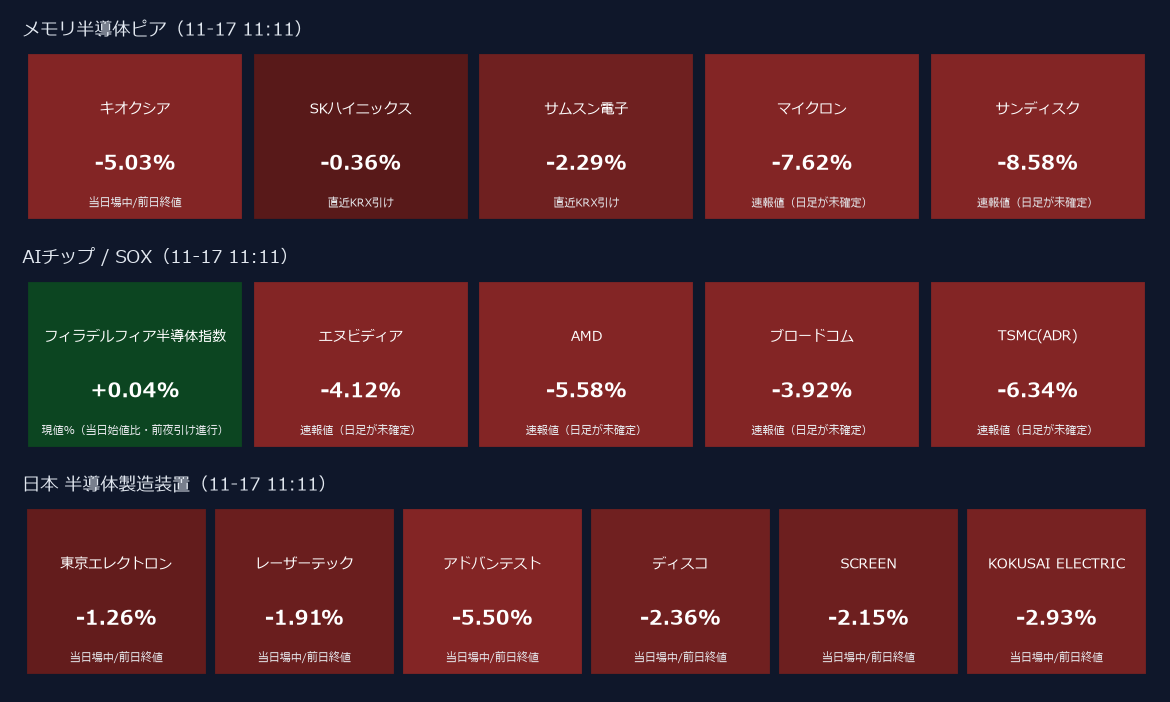 メモリ半導体ピア（11-17 11:11）
キオクシア
-5.03%
当日場中/前日終値
SKハイニックス
-0.36%
直近KRX引け
サムスン電子
-2.29%
直近KRX引け
マイクロン
-7.62%
速報値（日足が未確定）
サンディスク
-8.58%
速報値（日足が未確定）
AIチップ / SOX（11-17 11:11）
フィラデルフィア半導体指数
+0.04%
現値%（当日始値比・前夜引け進行）
エヌビディア
-4.12%
速報値（日足が未確定）
AMD
-5.58%
速報値（日足が未確定）
ブロードコム
-3.92%
速報値（日足が未確定）
TSMC(ADR)
-6.34%
速報値（日足が未確定）
日本 半導体製造装置（11-17 11:11）
東京エレクトロン
-1.26%
当日場中/前日終値
レーザーテック
-1.91%
当日場中/前日終値
アドバンテスト
-5.50%
当日場中/前日終値
ディスコ
-2.36%
当日場中/前日終値
SCREEN
-2.15%
当日場中/前日終値
KOKUSAI ELECTRIC
-2.93%
当日場中/前日終値